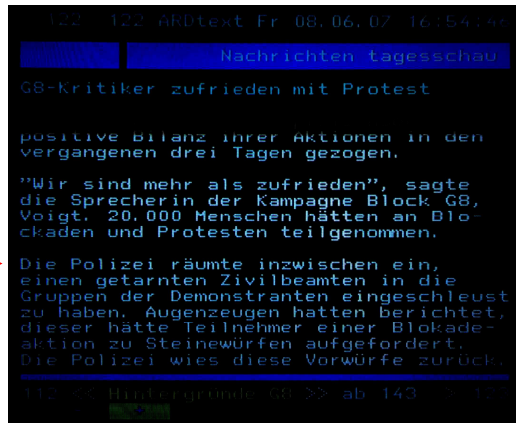 122 122 ARDtext Fr 08.06.07 16:54:46
Nachrichten tagesschau
G8-Kritiker zufrieden mit Protest
positive Bilanz ihrer Aktionen in den
vergangenen drei Tagen gezogen.
"Wir sind mehr als zufrieden", sagte
die Sprecherin der Kampagne Block G8,
Voigt. 20.000 Menschen hätten an Blo-
ckaden und Protesten teilgenommen.
Die Polizei räumte inzwischen ein,
einen getarnten Zivilbeamten in die
Gruppen der Demonstranten eingeschleust
zu haben. Augenzeugen hatten berichtet,
dieser hätte Teilnehmer einer Blokade-
aktion zu Steinewürfen aufgefordert.
Die Polizei wies diese Vorwürfe zurück.
112 << Hintergründe G8 >> ab 143 >